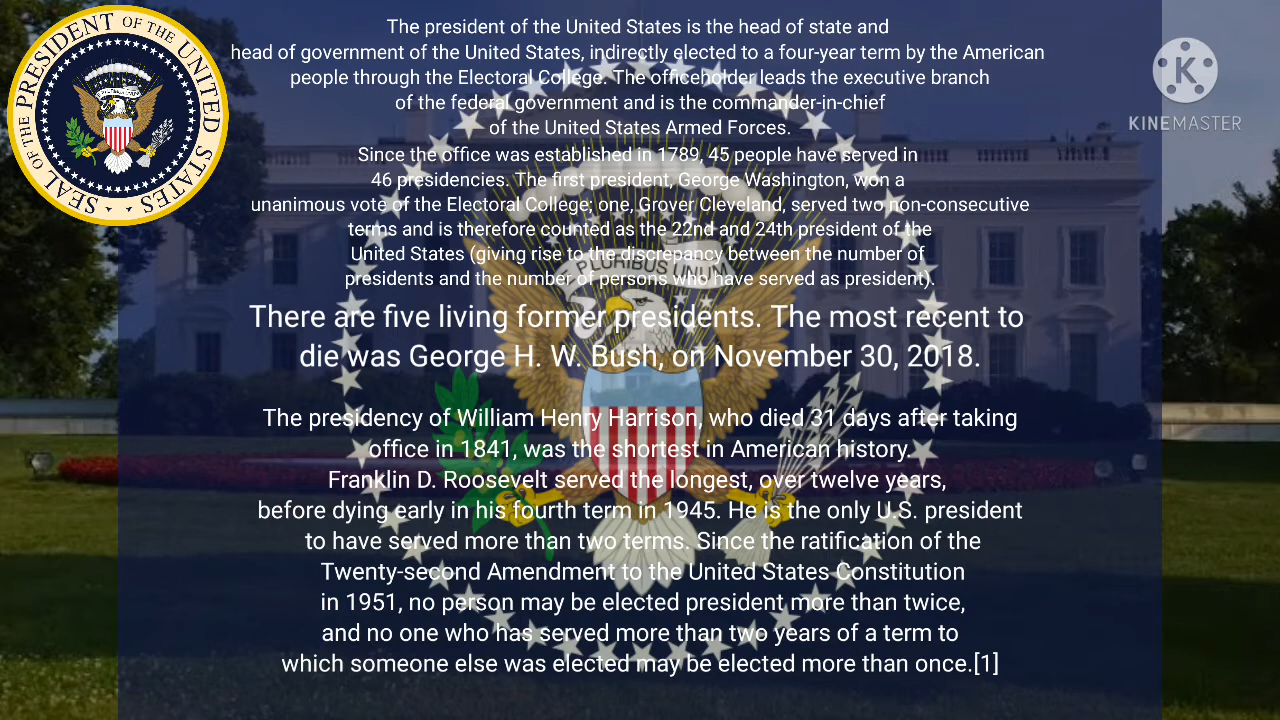 SEAL OF THE PRESIDENT OF THE UNITED STATES
The president of the United States is the head of state and
head of government of the United States, indirectly elected to a four-year term by the American
people through the Electoral College. The officeholder leads the executive branch
of the federal government and is the commander-in-chief
of the United States Armed Forces.
Since the office was established in 1789, 45 people have served in
46 presidencies. The first president, George Washington, won a
unanimous vote of the Electoral College; one, Grover Cleveland, served two non-consecutive
terms and is therefore counted as the 22nd and 24th president of the
United States (giving rise to the discrepancy between the number of
presidents and the number of persons who have served as president).
There are five living former presidents. The most recent to
die was George H. W. Bush, on November 30, 2018.
The presidency of William Henry Harrison, who died 31 days after taking
office in 1841, was the shortest in American history.
Franklin D. Roosevelt served the longest, over twelve years,
before dying early in his fourth term in 1945. He is the only U.S. president
to have served more than two terms. Since the ratification of the
Twenty-second Amendment to the United States Constitution
in 1951, no person may be elected president more than twice,
and no one who has served more than two years of a term to
which someone else was elected may be elected more than once.[1]
K
KINEMASTER
PLURIBUS UNUM